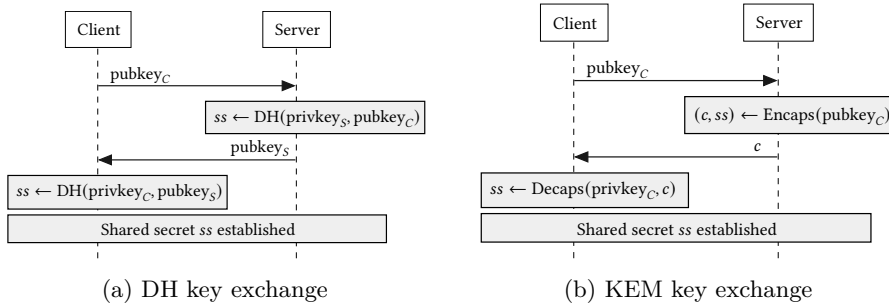 Client
Server
pubkey_C
ss ← DH(privkey_S, pubkey_C)
pubkey_S
ss ← DH(privkey_C, pubkey_S)
Shared secret ss established
(a) DH key exchange
Client
Server
pubkey_C
(c, ss) ← Encaps(pubkey_C)
c
ss ← Decaps(privkey_C, c)
Shared secret ss established
(b) KEM key exchange